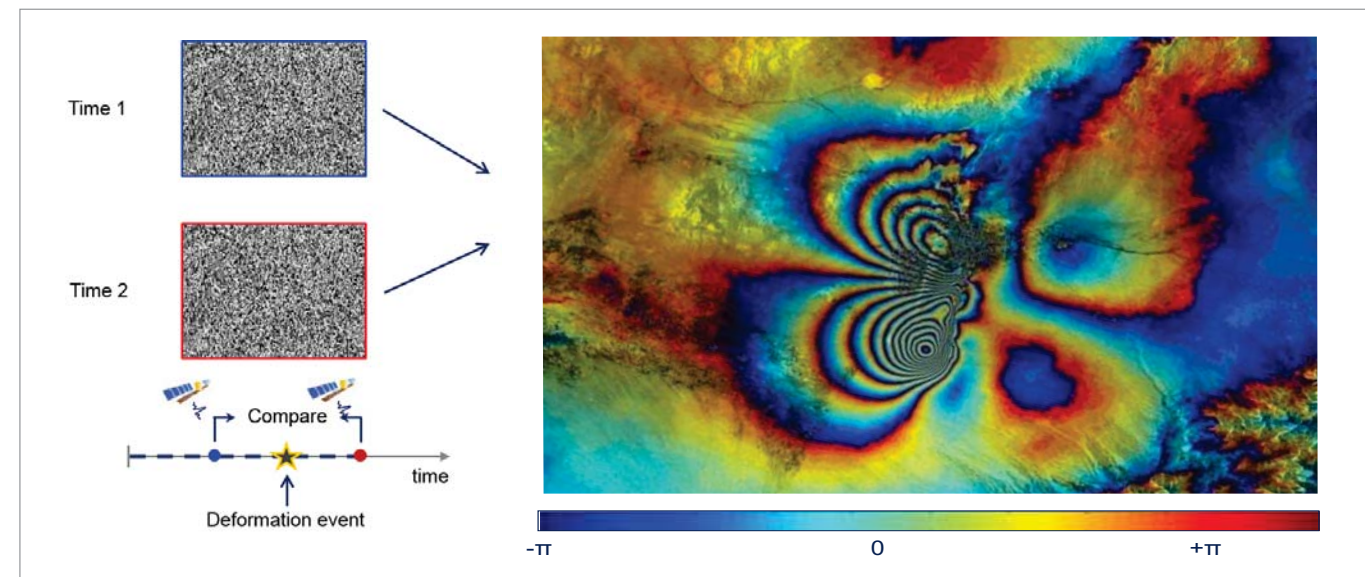 Time 1
Time 2
Compare
time
Deformation event
-π
0
+π